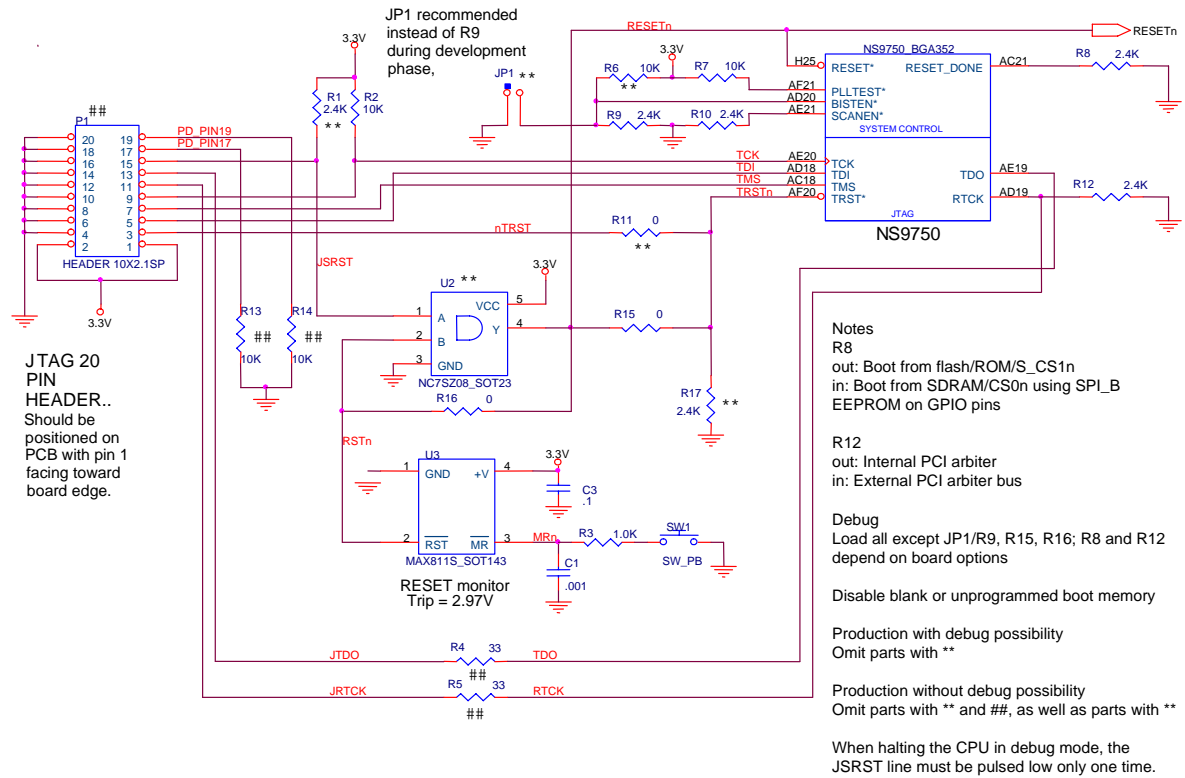 JP1 recommended
instead of R9
during development
phase,
JP1 **
3.3V
R1
2.4K
**
R2
10K
##
P1
20 19
18 17
16 15
14 13
12 11
10 9
8 7
6 5
4 3
2 1
HEADER 10X2.1SP
3.3V
PD_PIN19
PD_PIN17
JTAG 20
PIN
HEADER..
Should be
positioned on
PCB with pin 1
facing toward
board edge.
R13
##
10K
R14
##
10K
JSRST
nTRST
RESETn
RESETn
3.3V
R6 10K
**
R7 10K
R9 2.4K
R10 2.4K
NS9750_BGA352
H25 RESET*
RESET_DONE AC21
AF21 PLLTEST*
AD20 BISTEN*
AE21 SCANEN*
SYSTEM CONTROL
R8 2.4K
TCK AE20 TCK
TDI AD18 TDI
TMS AC18 TMS
TRSTn AF20 TRST*
TDO AE19
RTCK AD19
JTAG
NS9750
R12 2.4K
R11 0
**
3.3V
U2 **
1 A
2 B
3 GND
VCC 5
Y 4
NC7SZ08_SOT23
R15 0
R16 0
R17
2.4K
**
RSTn
U3
1 GND
+V 4
2 RST
MR 3
MAX811S_SOT143
RESET monitor
Trip = 2.97V
3.3V
C3
.1
MRn
R3 1.0K
SW1
SW_PB
C1
.001
JTDO R4 33 TDO
##
JRTCK R5 33 RTCK
##
Notes
R8
out: Boot from flash/ROM/S_CS1n
in: Boot from SDRAM/CS0n using SPI_B
EEPROM on GPIO pins
R12
out: Internal PCI arbiter
in: External PCI arbiter bus
Debug
Load all except JP1/R9, R15, R16; R8 and R12
depend on board options
Disable blank or unprogrammed boot memory
Production with debug possibility
Omit parts with **
Production without debug possibility
Omit parts with ** and ##, as well as parts with **
When halting the CPU in debug mode, the
JSRST line must be pulsed low only one time.